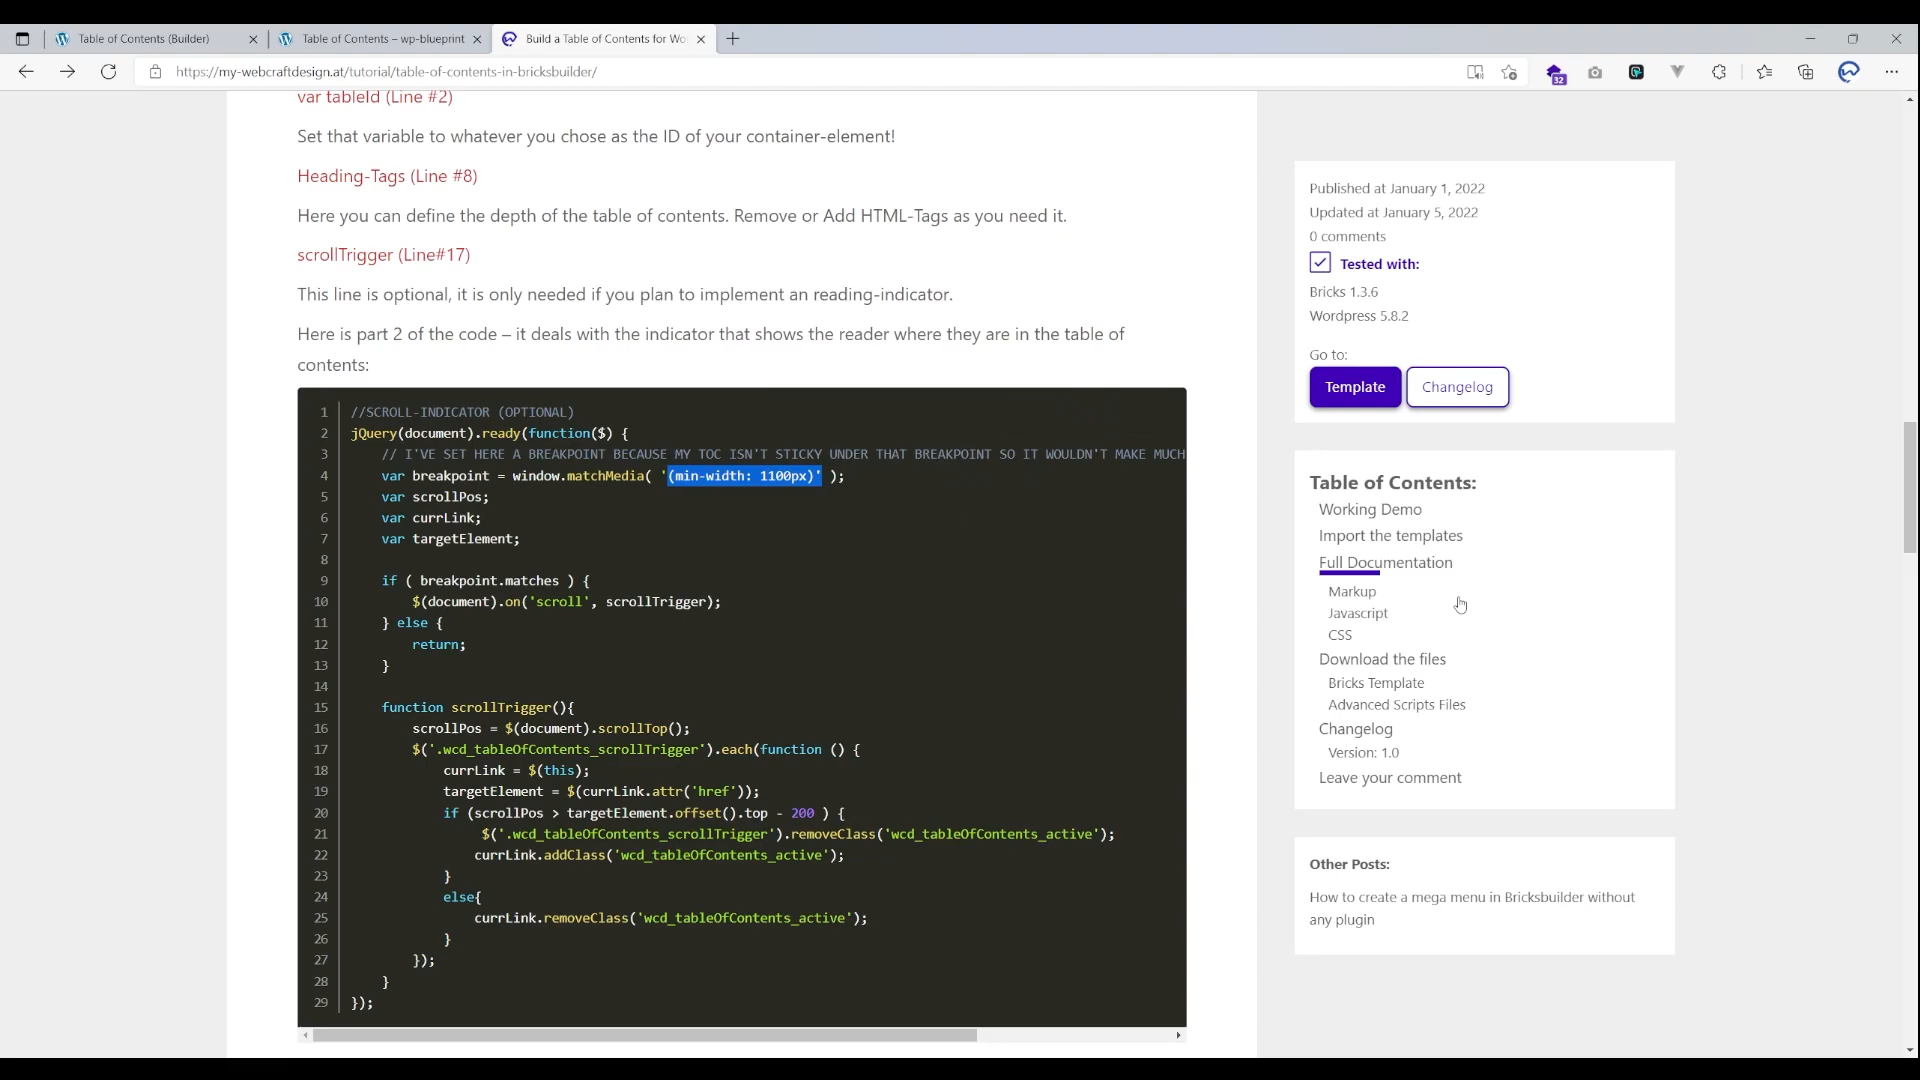 Table of Contents (Builder)
Table of Contents – wp-blueprint
Build a Table of Contents for Wo
https://my-webcraftdesign.at/tutorial/table-of-contents-in-bricksbuilder/
32
var tableId (Line #2)
Set that variable to whatever you chose as the ID of your container-element!
Heading-Tags (Line #8)
Here you can define the depth of the table of contents. Remove or Add HTML-Tags as you need it.
scrollTrigger (Line#17)
This line is optional, it is only needed if you plan to implement an reading-indicator.
Here is part 2 of the code – it deals with the indicator that shows the reader where they are in the table of
contents:
1 //SCROLL-INDICATOR (OPTIONAL)
2 jQuery(document).ready(function($) {
3 // I'VE SET HERE A BREAKPOINT BECAUSE MY TOC ISN'T STICKY UNDER THAT BREAKPOINT SO IT WOULDN'T MAKE MUCH
4 var breakpoint = window.matchMedia( '(min-width: 1100px)' );
5 var scrollPos;
6 var currLink;
7 var targetElement;
8
9 if ( breakpoint.matches ) {
10 $(document).on('scroll', scrollTrigger);
11 } else {
12 return;
13 }
14
15 function scrollTrigger(){
16 scrollPos = $(document).scrollTop();
17 $('.wcd_tableOfContents_scrollTrigger').each(function () {
18 currLink = $(this);
19 targetElement = $(currLink.attr('href'));
20 if (scrollPos > targetElement.offset().top - 200 ) {
21 $('.wcd_tableOfContents_scrollTrigger').removeClass('wcd_tableOfContents_active');
22 currLink.addClass('wcd_tableOfContents_active');
23 }
24 else{
25 currLink.removeClass('wcd_tableOfContents_active');
26 }
27 });
28 }
29 });
Published at January 1, 2022
Updated at January 5, 2022
0 comments
Tested with:
Bricks 1.3.6
Wordpress 5.8.2
Go to:
Template
Changelog
Table of Contents:
Working Demo
Import the templates
Full Documentation
Markup
Javascript
CSS
Download the files
Bricks Template
Advanced Scripts Files
Changelog
Version: 1.0
Leave your comment
Other Posts:
How to create a mega menu in Bricksbuilder without
any plugin